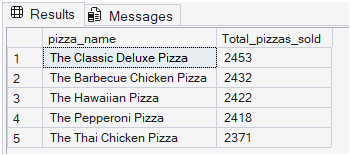 Results Messages
pizza_name Total_pizzas_sold
1 The Classic Deluxe Pizza 2453
2 The Barbecue Chicken Pizza 2432
3 The Hawaiian Pizza 2422
4 The Pepperoni Pizza 2418
5 The Thai Chicken Pizza 2371